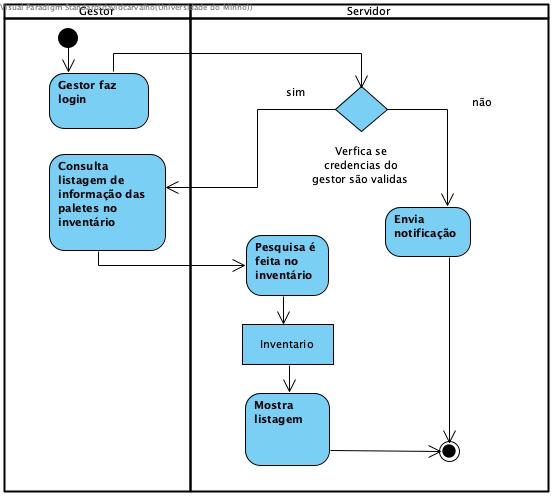 Visual Paradigm Standard(davidcarvalho(Universidade do Minho))
Gestor
Servidor
Gestor faz
login
sim
não
Verfica se
credencias do
gestor são validas
Consulta
listagem de
informação das
paletes no
inventário
Envia
notificação
Pesquisa é
feita no
inventário
Inventario
Mostra
listagem